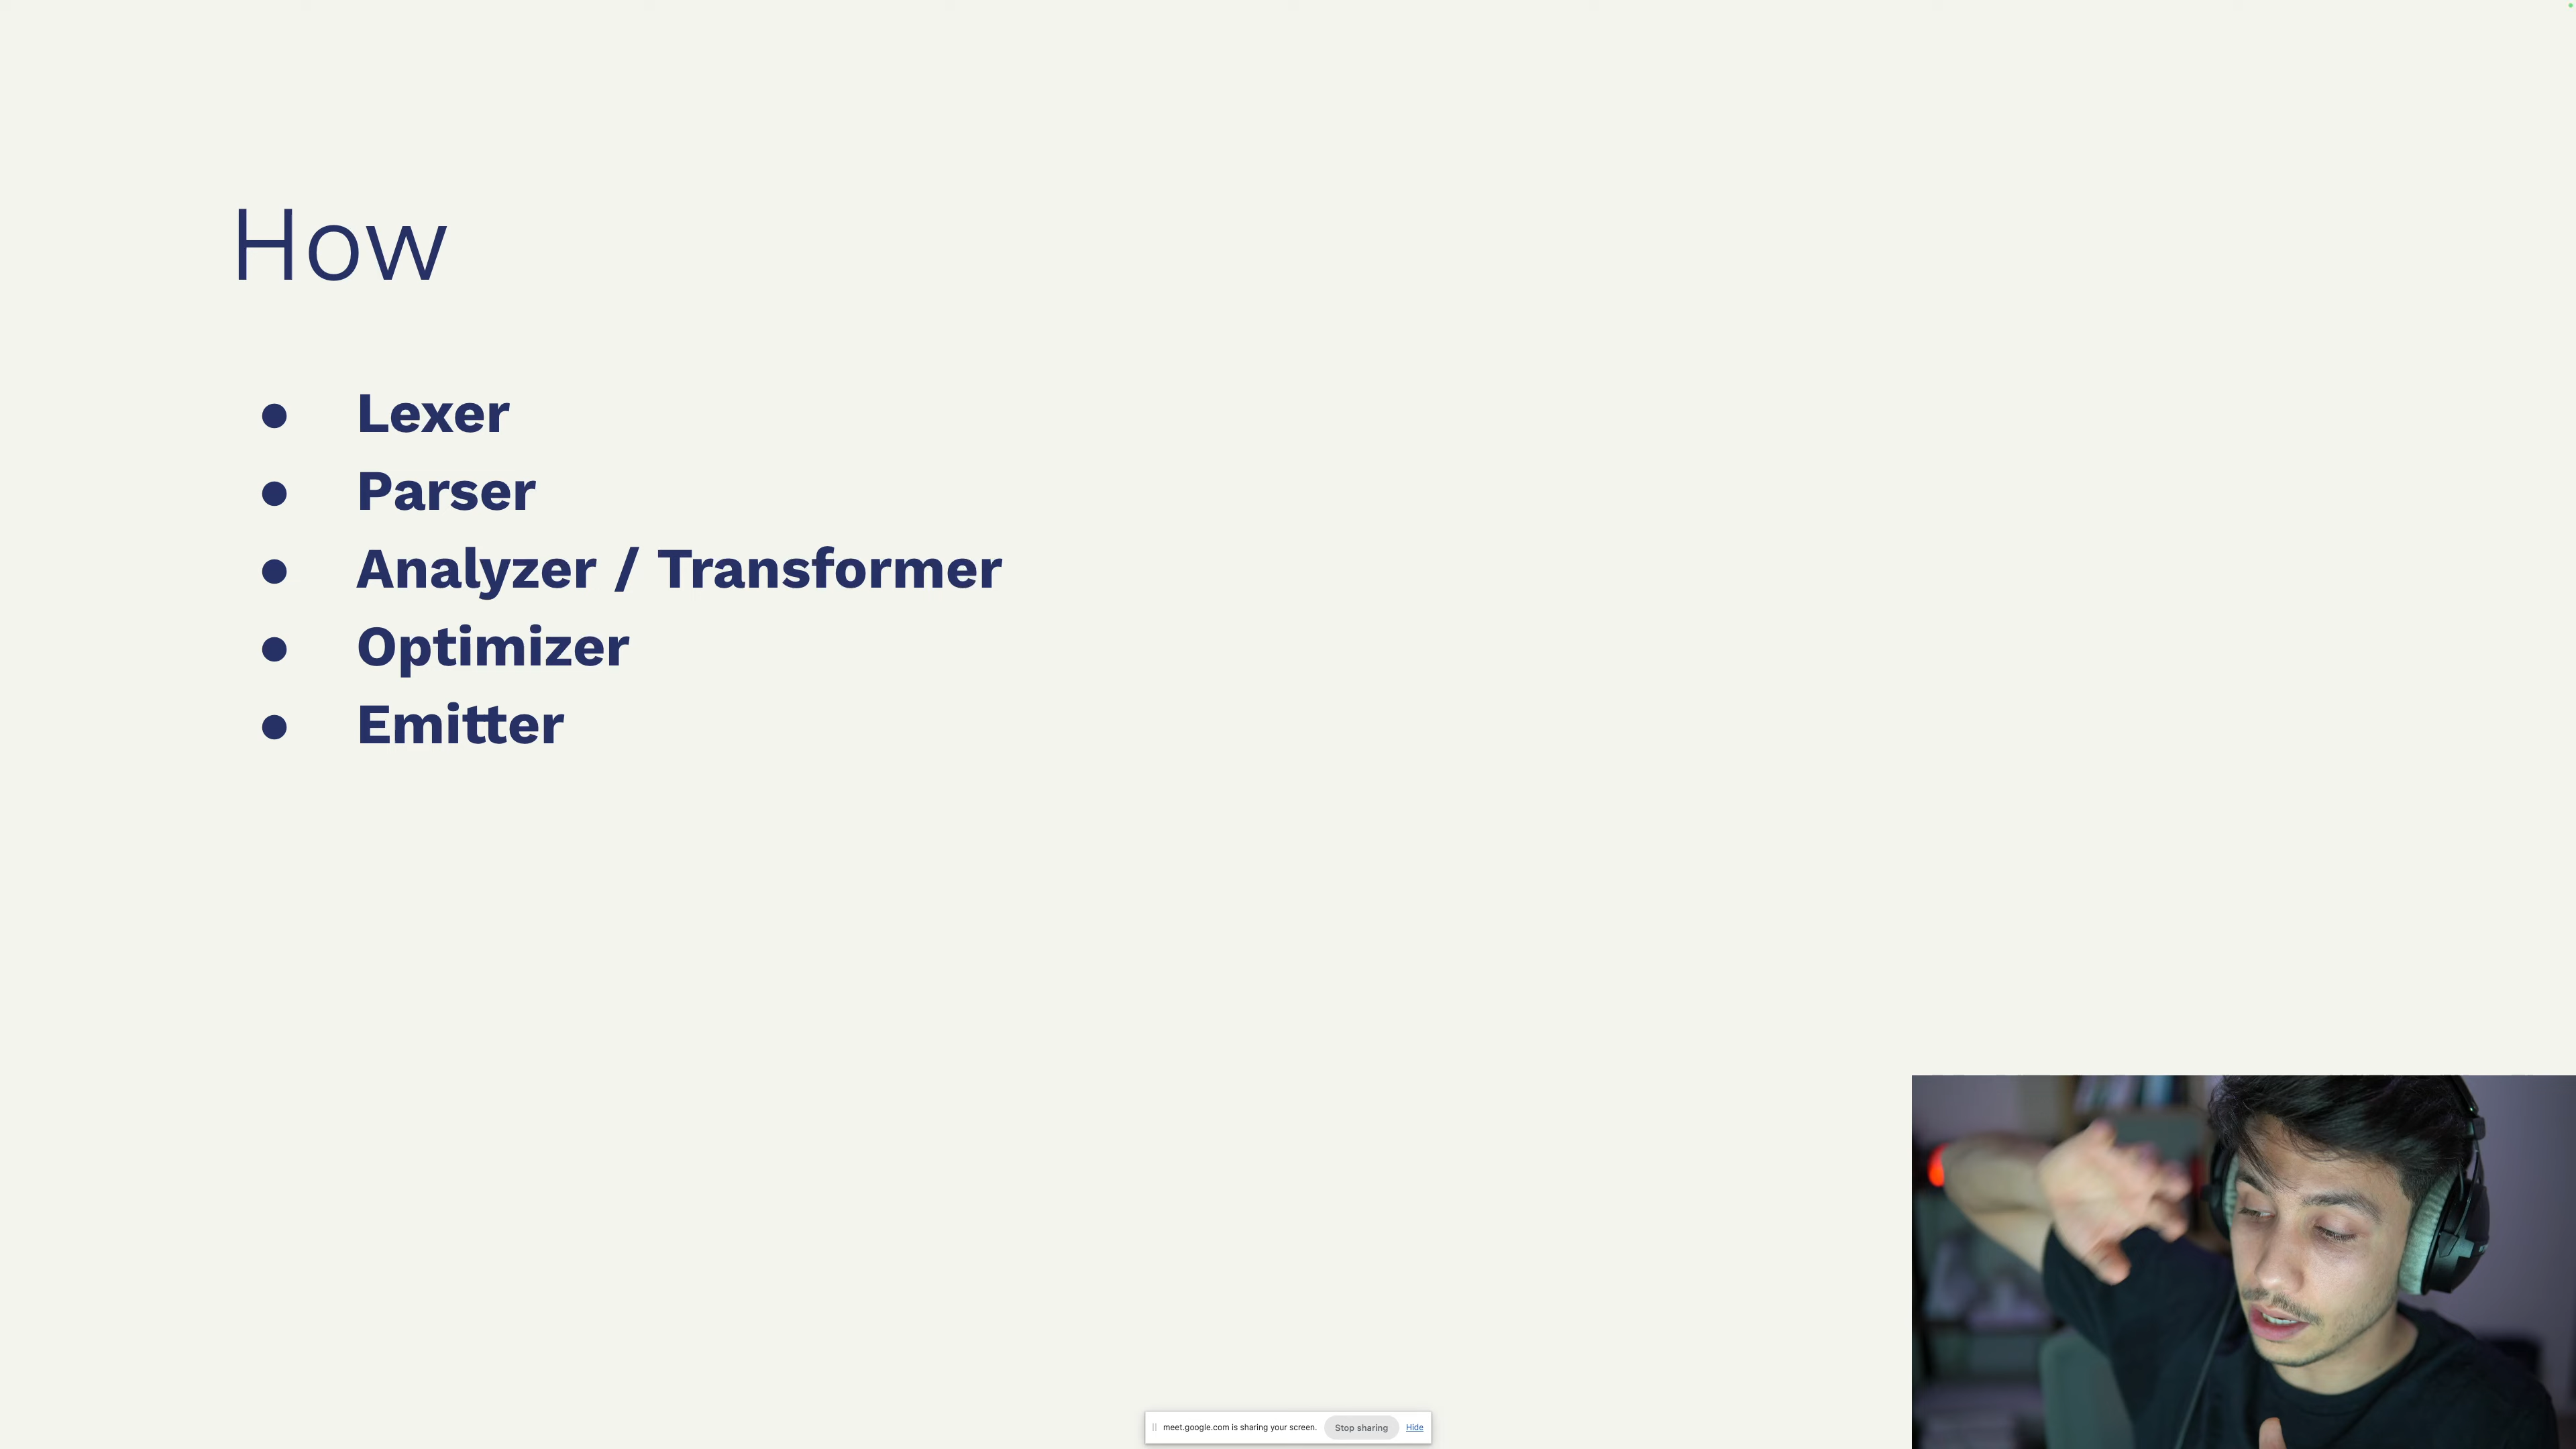 How
● Lexer
● Parser
● Analyzer / Transformer
● Optimizer
● Emitter
meet.google.com is sharing your screen. Stop sharing Hide